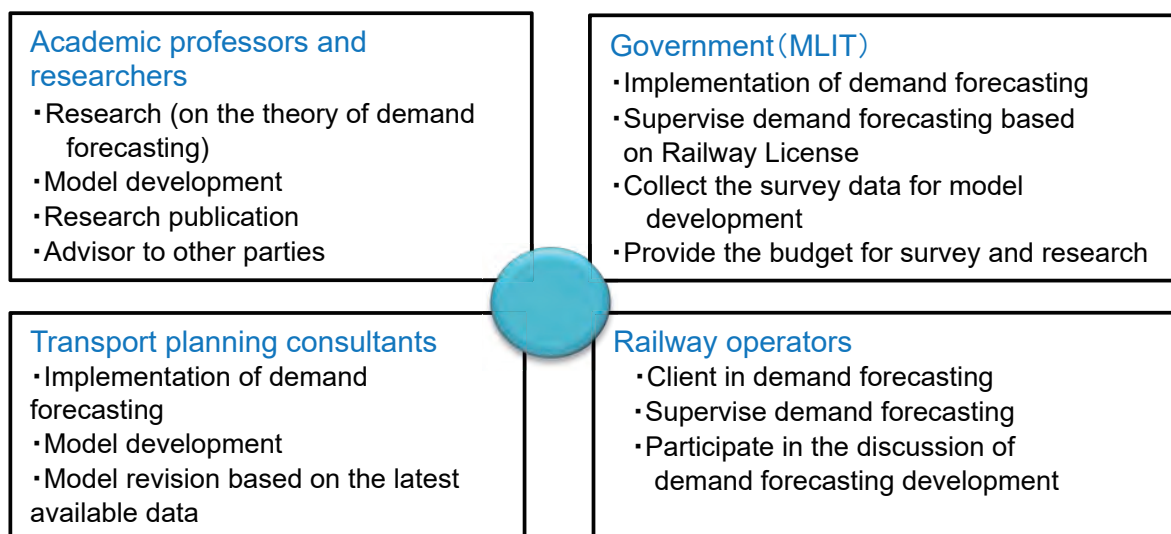 Academic professors and
researchers
・Research (on the theory of demand
forecasting)
・Model development
・Research publication
・Advisor to other parties
Government（MLIT）
・Implementation of demand forecasting
・Supervise demand forecasting based
on Railway License
・Collect the survey data for model
development
・Provide the budget for survey and research
Transport planning consultants
・Implementation of demand
forecasting
・Model development
・Model revision based on the latest
available data
Railway operators
・Client in demand forecasting
・Supervise demand forecasting
・Participate in the discussion of
demand forecasting development